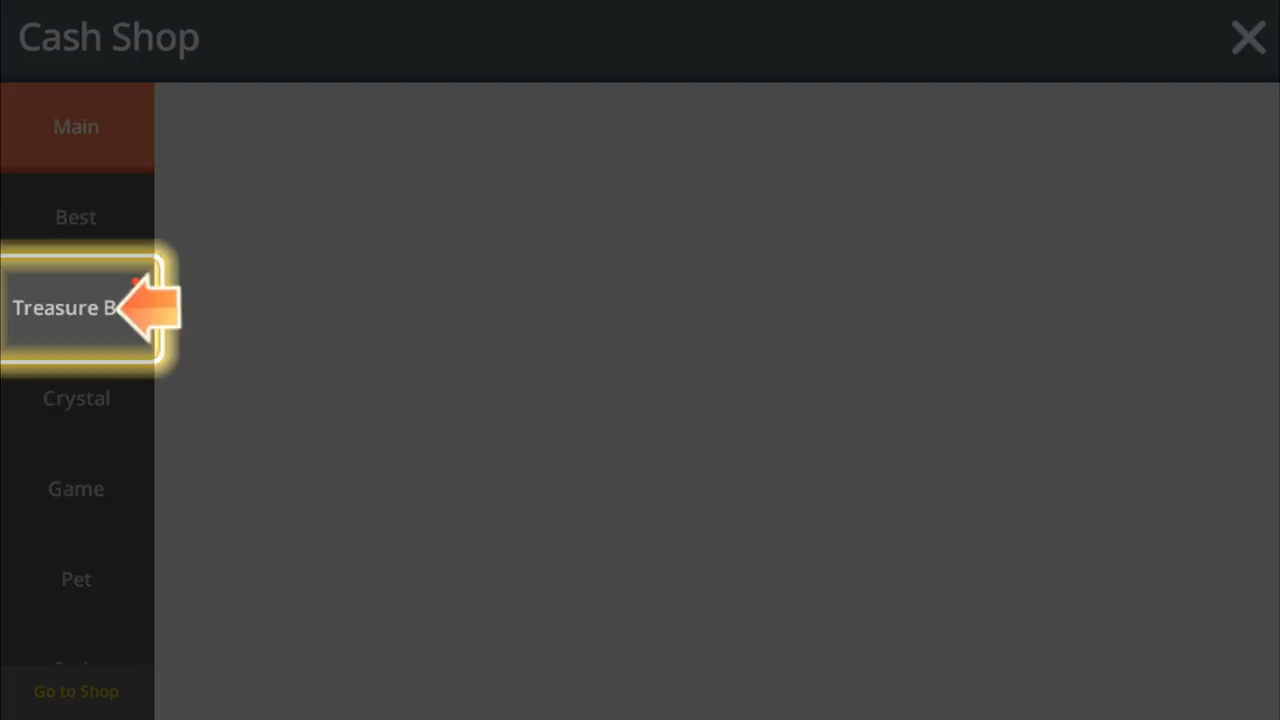 Cash Shop
Main
Best
Treasure B
Crystal
Game
Pet
Go to Shop